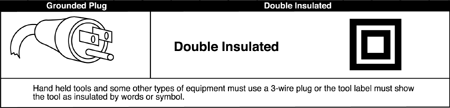 Grounded Plug
Double Insulated
Double Insulated
Hand held tools and some other types of equipment must use a 3-wire plug or the tool label must show
the tool as insulated by words or symbol.